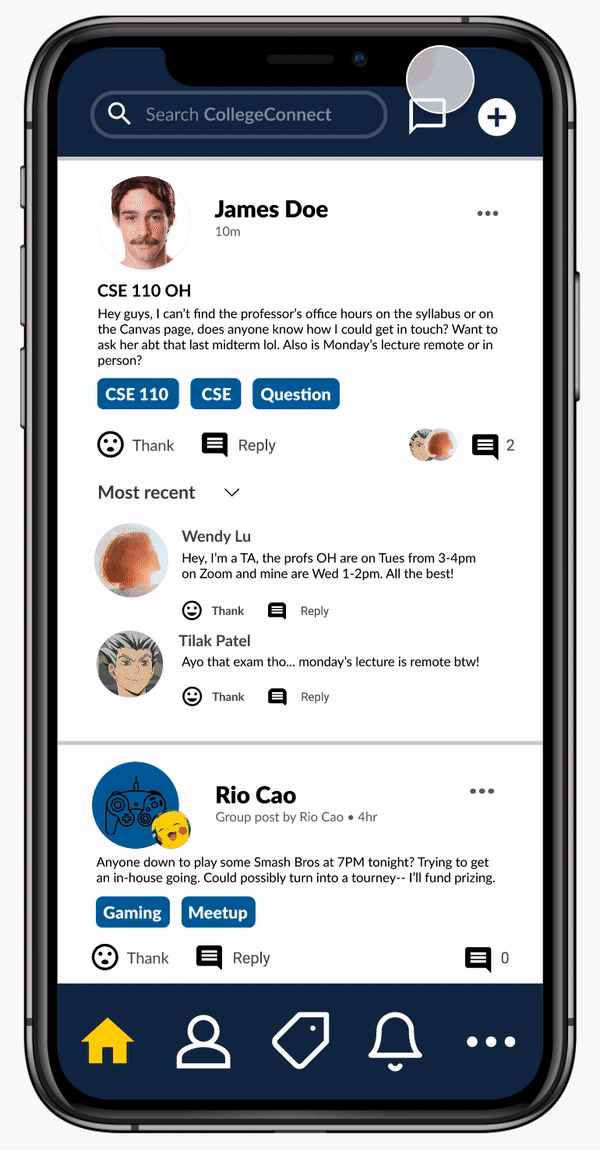 Search CollegeConnect
James Doe
10m
CSE 110 OH
Hey guys, I can't find the professor's office hours on the syllabus or on
the Canvas page, does anyone know how I could get in touch? Want to
ask her abt that last midterm lol. Also is Monday's lecture remote or in
person?
CSE 110 CSE Question
Thank Reply 2
Most recent
Wendy Lu
Hey, I'm a TA, the profs OH are on Tues from 3-4pm
on Zoom and mine are Wed 1-2pm. All the best!
Thank Reply
Tilak Patel
Ayo that exam tho... monday's lecture is remote btw!
Thank Reply
Rio Cao
Group post by Rio Cao • 4hr
Anyone down to play some Smash Bros at 7PM tonight? Trying to get
an in-house going. Could possibly turn into a tourney-- I'll fund prizing.
Gaming Meetup
Thank Reply 0